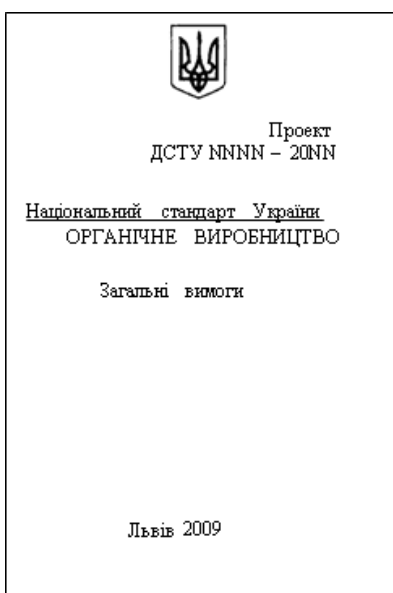 Проект
ДСТУ NNNN – 20NN
Національний стандарт України
ОРГАНІЧНЕ ВИРОБНИЦТВО
Загальні вимоги
Львів 2009